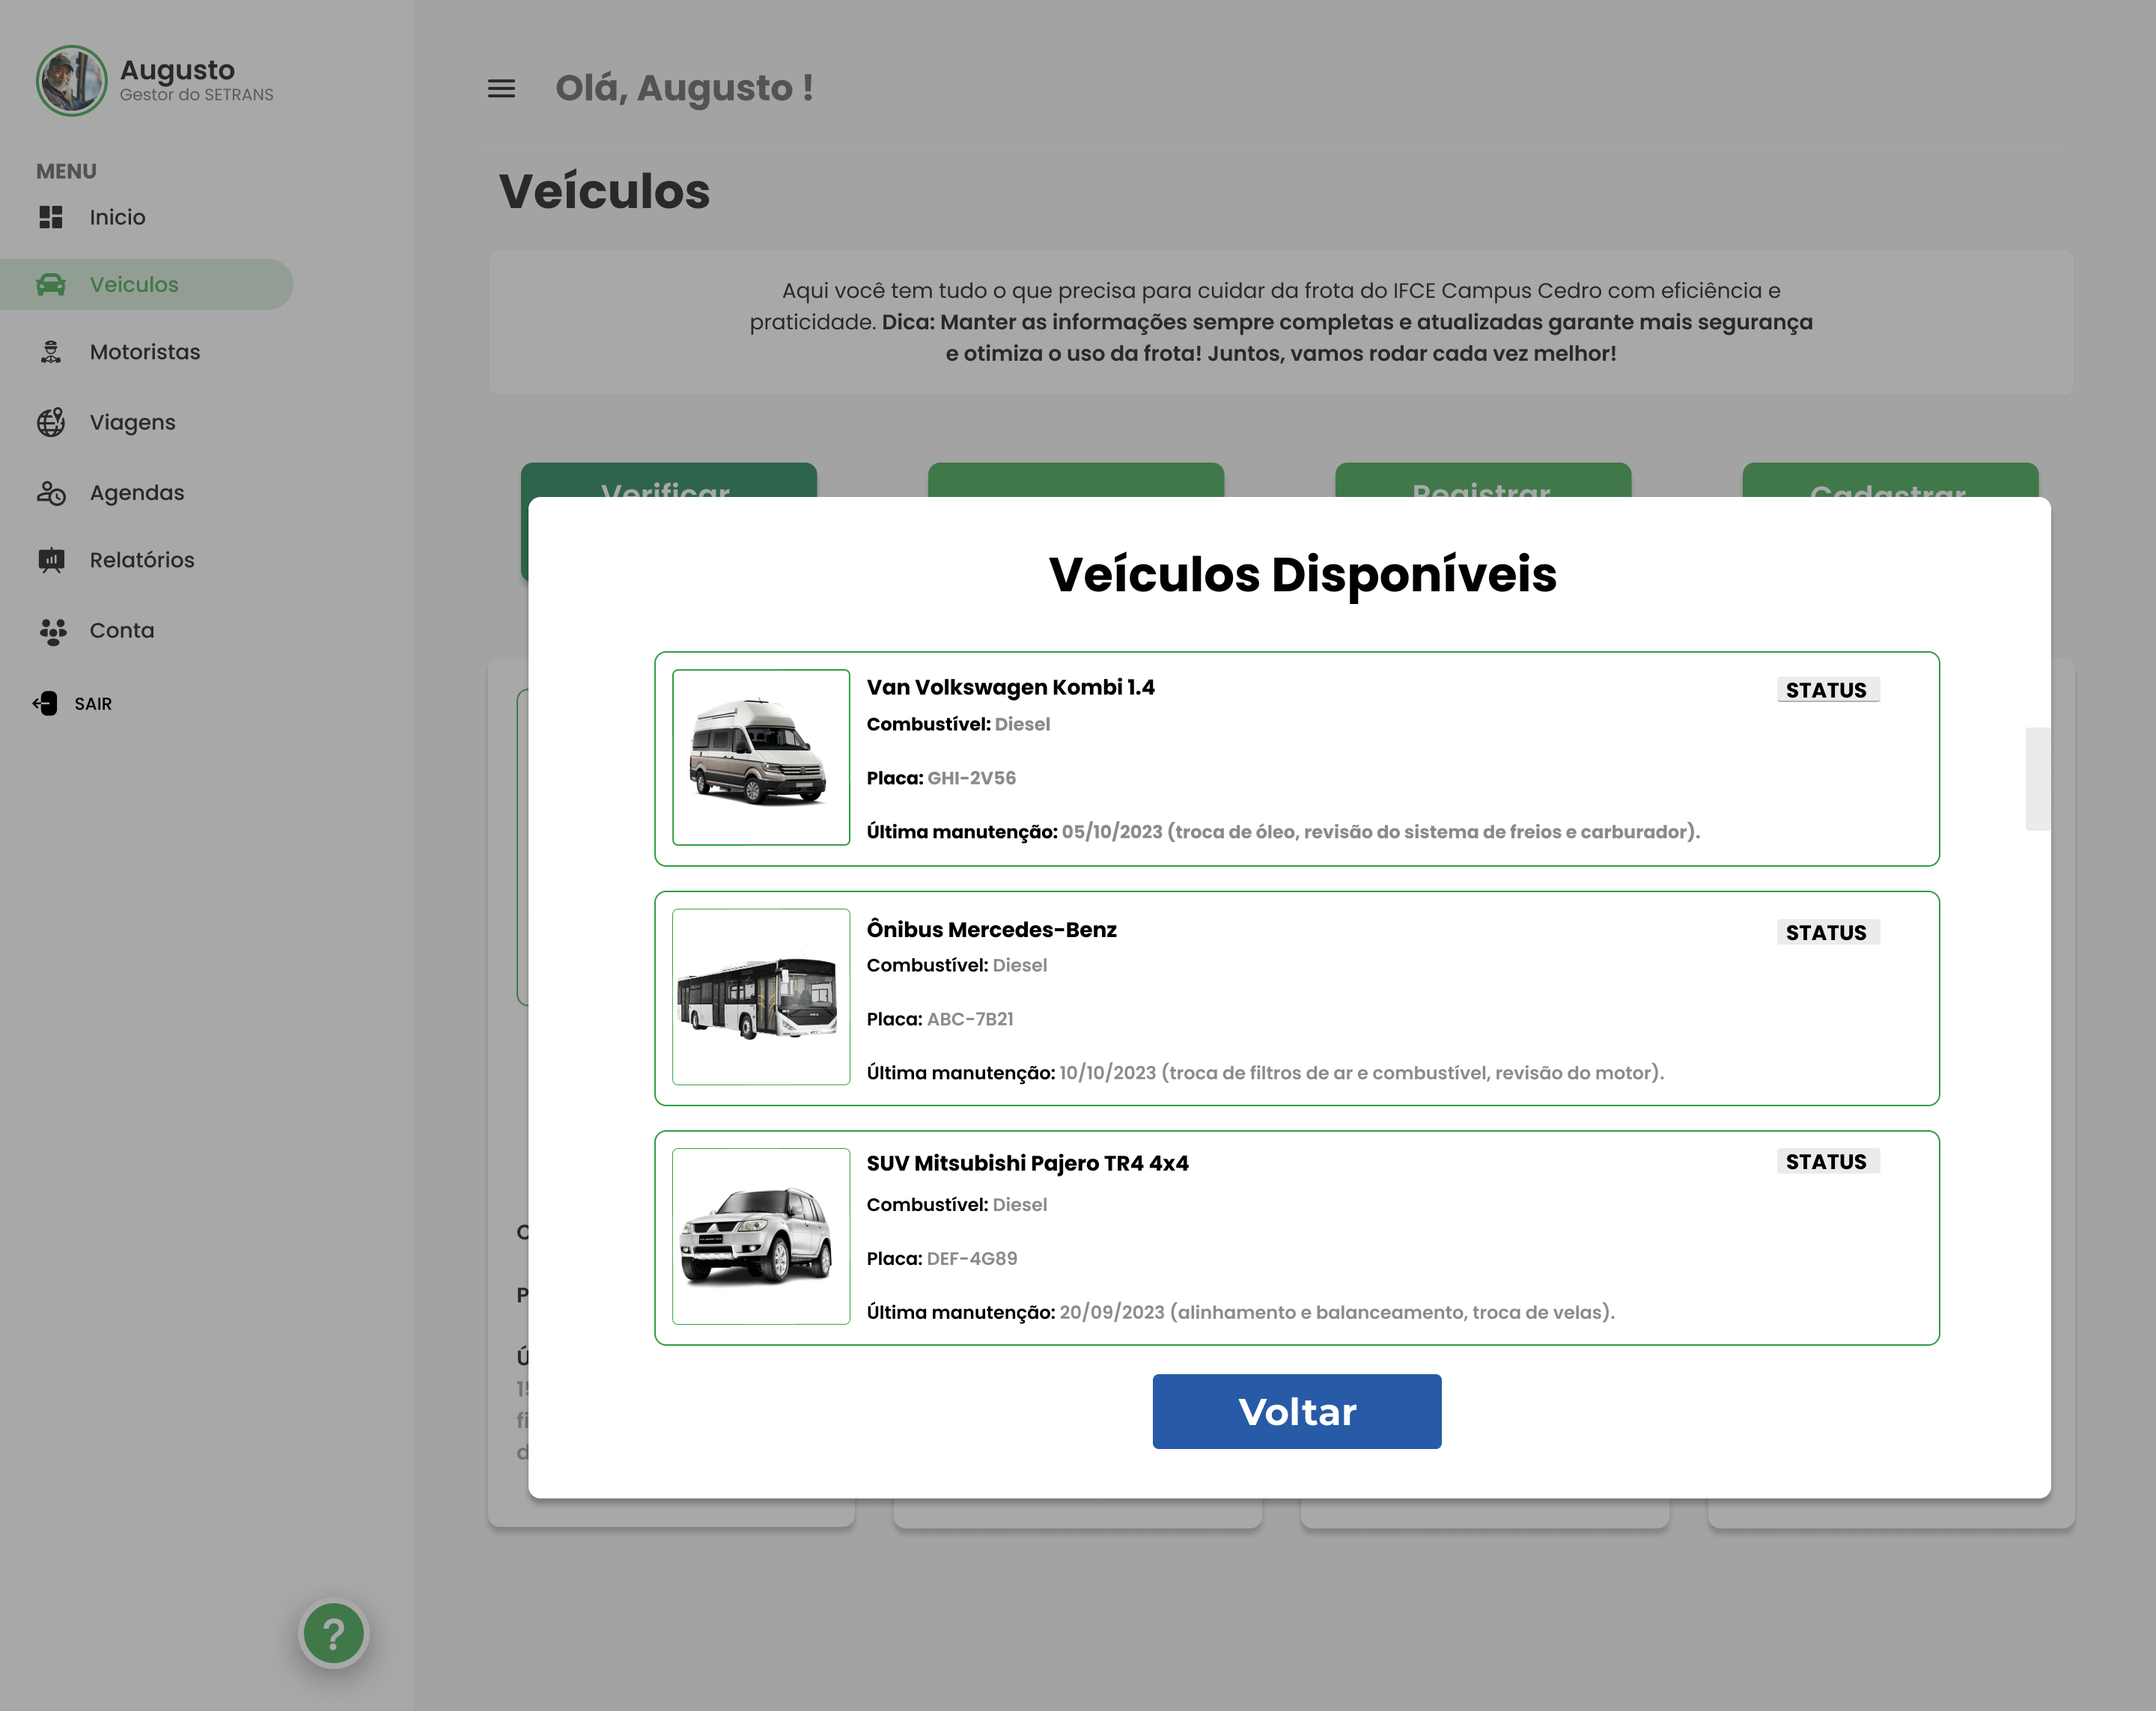 Augusto
Gestor do SETRANS
MENU
Inicio
Veiculos
Motoristas
Viagens
Agendas
Relatórios
Conta
SAIR
Olá, Augusto !
Veículos
Aqui você tem tudo o que precisa para cuidar da frota do IFCE Campus Cedro com eficiência e
praticidade. Dica: Manter as informações sempre completas e atualizadas garante mais segurança
e otimiza o uso da frota! Juntos, vamos rodar cada vez melhor!
Verificar
Registrar
Cadastrar
Veículos Disponíveis
Van Volkswagen Kombi 1.4
STATUS
Combustível: Diesel
Placa: GHI-2V56
Última manutenção: 05/10/2023 (troca de óleo, revisão do sistema de freios e carburador).
Ônibus Mercedes-Benz
STATUS
Combustível: Diesel
Placa: ABC-7B21
Última manutenção: 10/10/2023 (troca de filtros de ar e combustível, revisão do motor).
SUV Mitsubishi Pajero TR4 4x4
STATUS
Combustível: Diesel
Placa: DEF-4G89
Última manutenção: 20/09/2023 (alinhamento e balanceamento, troca de velas).
Voltar
?